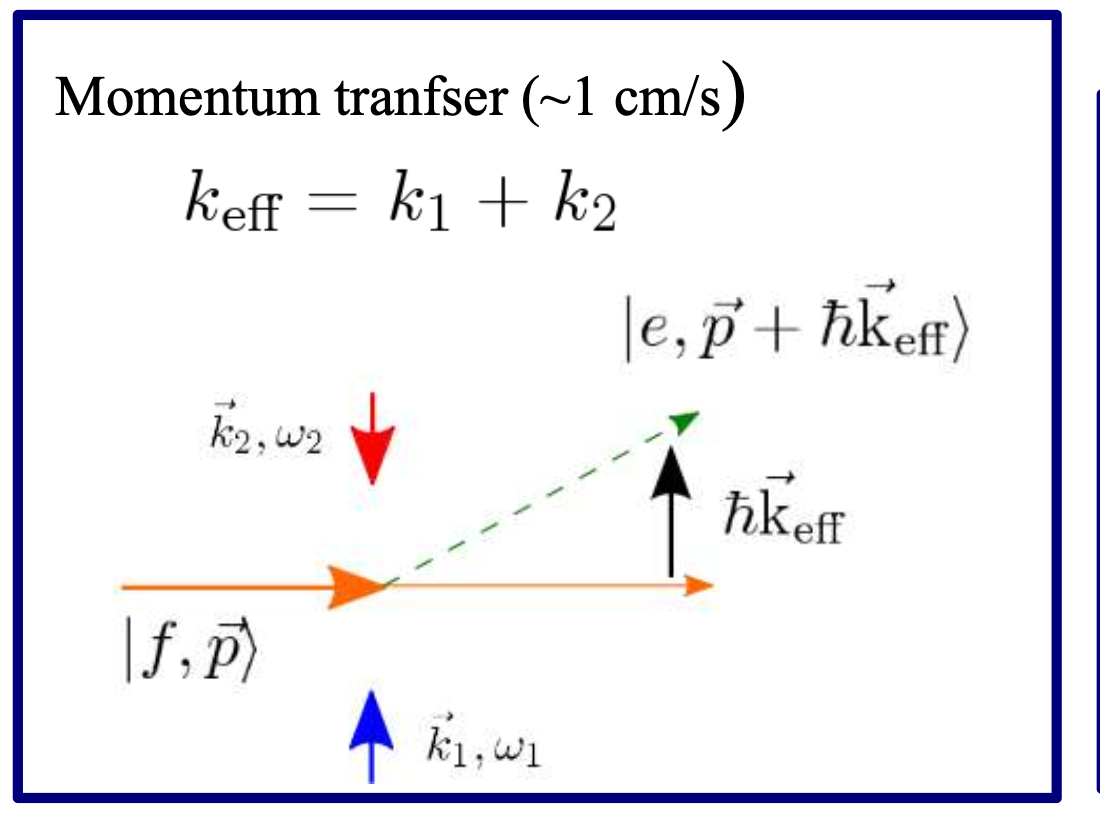 Momentum tranfser (~1 cm/s)
k_eff = k_1 + k_2
|e, p⃗ + ħk⃗_eff⟩
k⃗_2, ω_2
ħk⃗_eff
|f, p⃗⟩
k⃗_1, ω_1